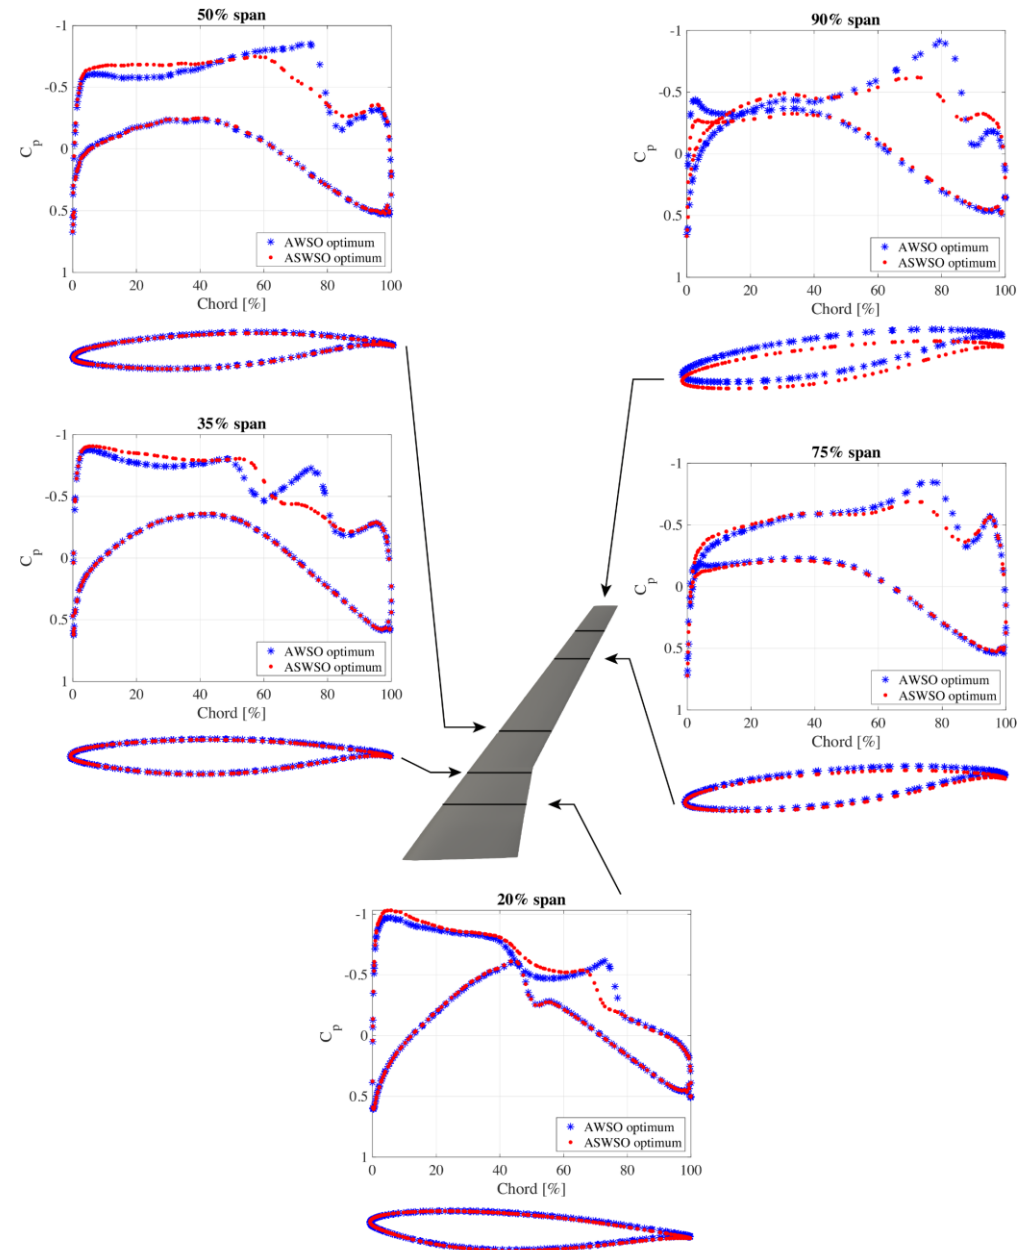 50% span
-1
-0.5
0
0.5
1
C_p
AWSO optimum
ASWSO optimum
0 20 40 60 80 100
Chord [%]
90% span
-1
-0.5
0
0.5
1
C_p
AWSO optimum
ASWSO optimum
0 20 40 60 80 100
Chord [%]
35% span
-1
-0.5
0
0.5
1
C_p
AWSO optimum
ASWSO optimum
0 20 40 60 80 100
Chord [%]
75% span
-1
-0.5
0
0.5
1
C_p
AWSO optimum
ASWSO optimum
0 20 40 60 80 100
Chord [%]
20% span
-1
-0.5
0
0.5
1
C_p
AWSO optimum
ASWSO optimum
0 20 40 60 80 100
Chord [%]